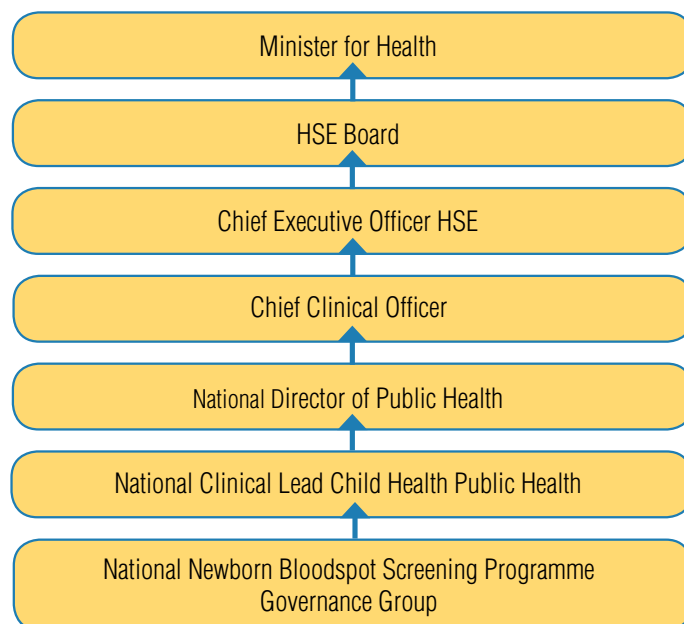 Minister for Health
HSE Board
Chief Executive Officer HSE
Chief Clinical Officer
National Director of Public Health
National Clinical Lead Child Health Public Health
National Newborn Bloodspot Screening Programme
Governance Group